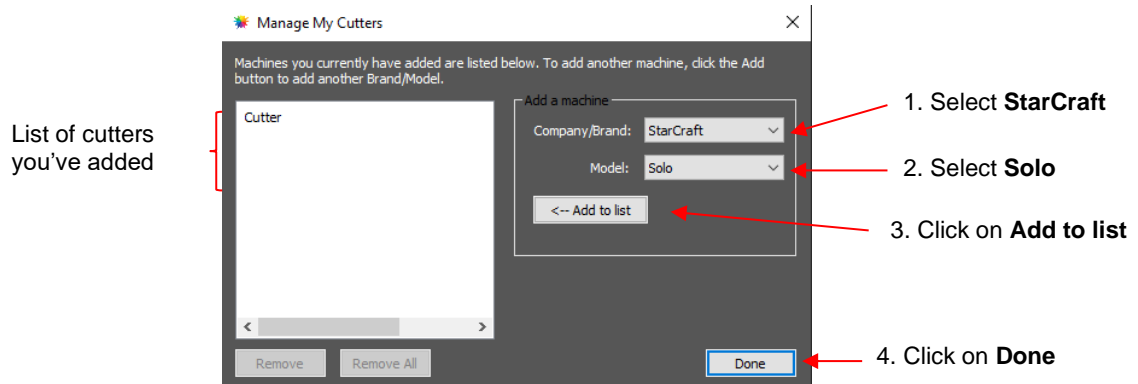 Manage My Cutters
Machines you currently have added are listed below. To add another machine, click the Add
button to add another Brand/Model.
List of cutters
you've added
Cutter
Add a machine
Company/Brand: StarCraft
Model: Solo
<-- Add to list
Remove
Remove All
Done
1. Select StarCraft
2. Select Solo
3. Click on Add to list
4. Click on Done